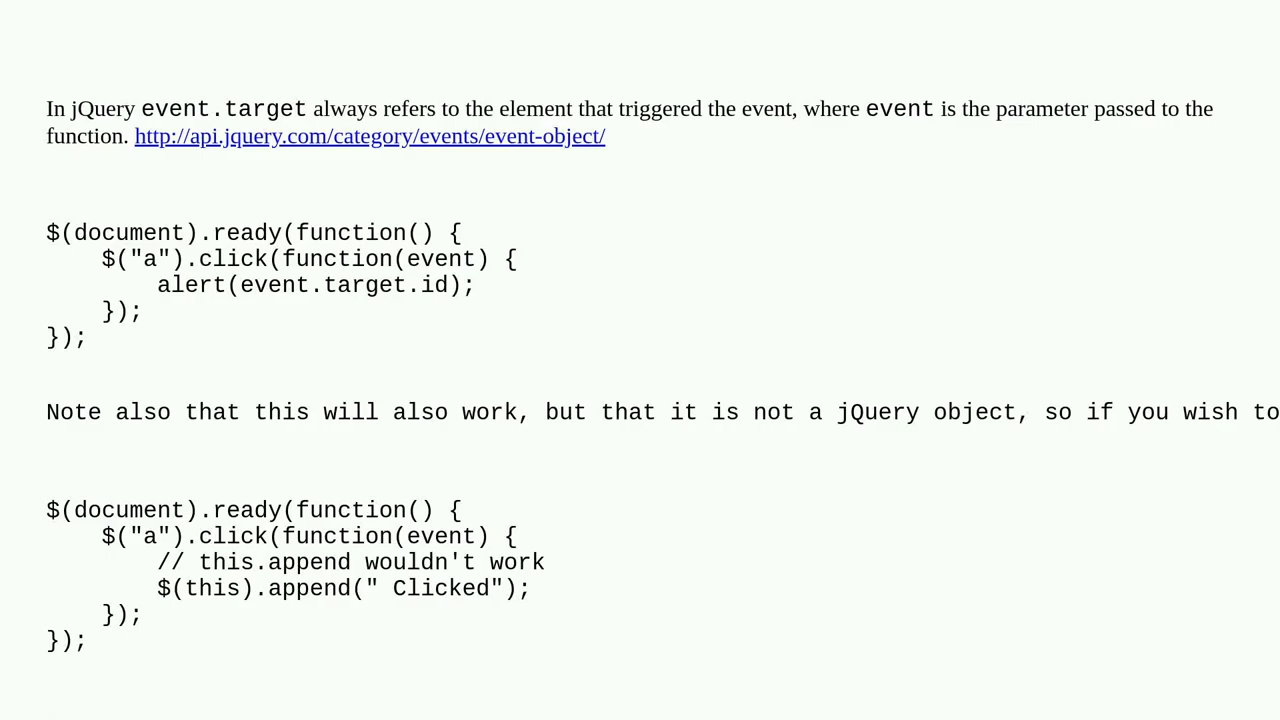 In jQuery event.target always refers to the element that triggered the event, where event is the parameter passed to the
function. http://api.jquery.com/category/events/event-object/
$(document).ready(function() {
    $("a").click(function(event) {
        alert(event.target.id);
    });
});
Note also that this will also work, but that it is not a jQuery object, so if you wish to
$(document).ready(function() {
    $("a").click(function(event) {
        // this.append wouldn't work
        $(this).append(" Clicked");
    });
});